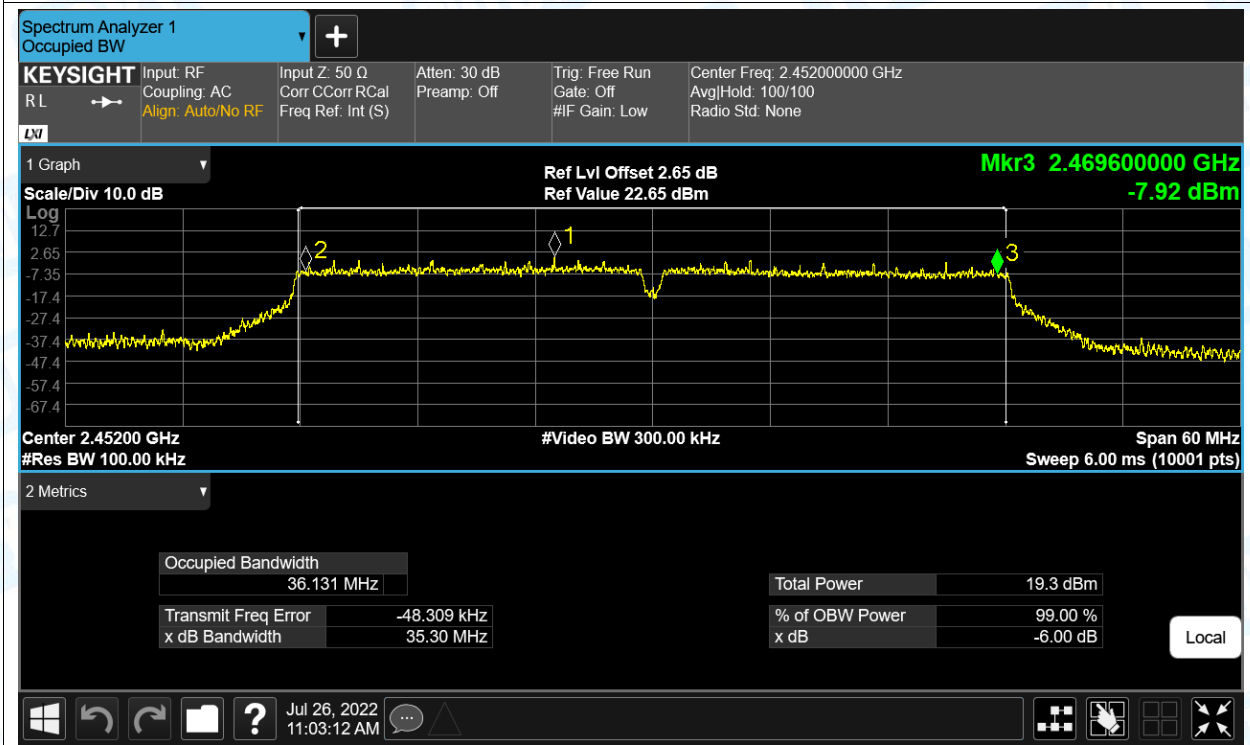 Spectrum Analyzer 1
Occupied BW
+
KEYSIGHT
R L
LXI
Input: RF
Coupling: AC
Align: Auto/No RF
Input Z: 50 Ω
Corr CCorr RCal
Freq Ref: Int (S)
Atten: 30 dB
Preamp: Off
Trig: Free Run
Gate: Off
#IF Gain: Low
Center Freq: 2.452000000 GHz
Avg|Hold: 100/100
Radio Std: None
1 Graph
Scale/Div 10.0 dB
Ref Lvl Offset 2.65 dB
Ref Value 22.65 dBm
Mkr3 2.469600000 GHz
-7.92 dBm
Log
12.7
2.65
-7.35
-17.4
-27.4
-37.4
-47.4
-57.4
-67.4
2
1
3
Center 2.45200 GHz
#Res BW 100.00 kHz
#Video BW 300.00 kHz
Span 60 MHz
Sweep 6.00 ms (10001 pts)
2 Metrics
Occupied Bandwidth
36.131 MHz
Transmit Freq Error -48.309 kHz
x dB Bandwidth 35.30 MHz
Total Power 19.3 dBm
% of OBW Power 99.00 %
x dB -6.00 dB
Local
?
Jul 26, 2022
11:03:12 AM